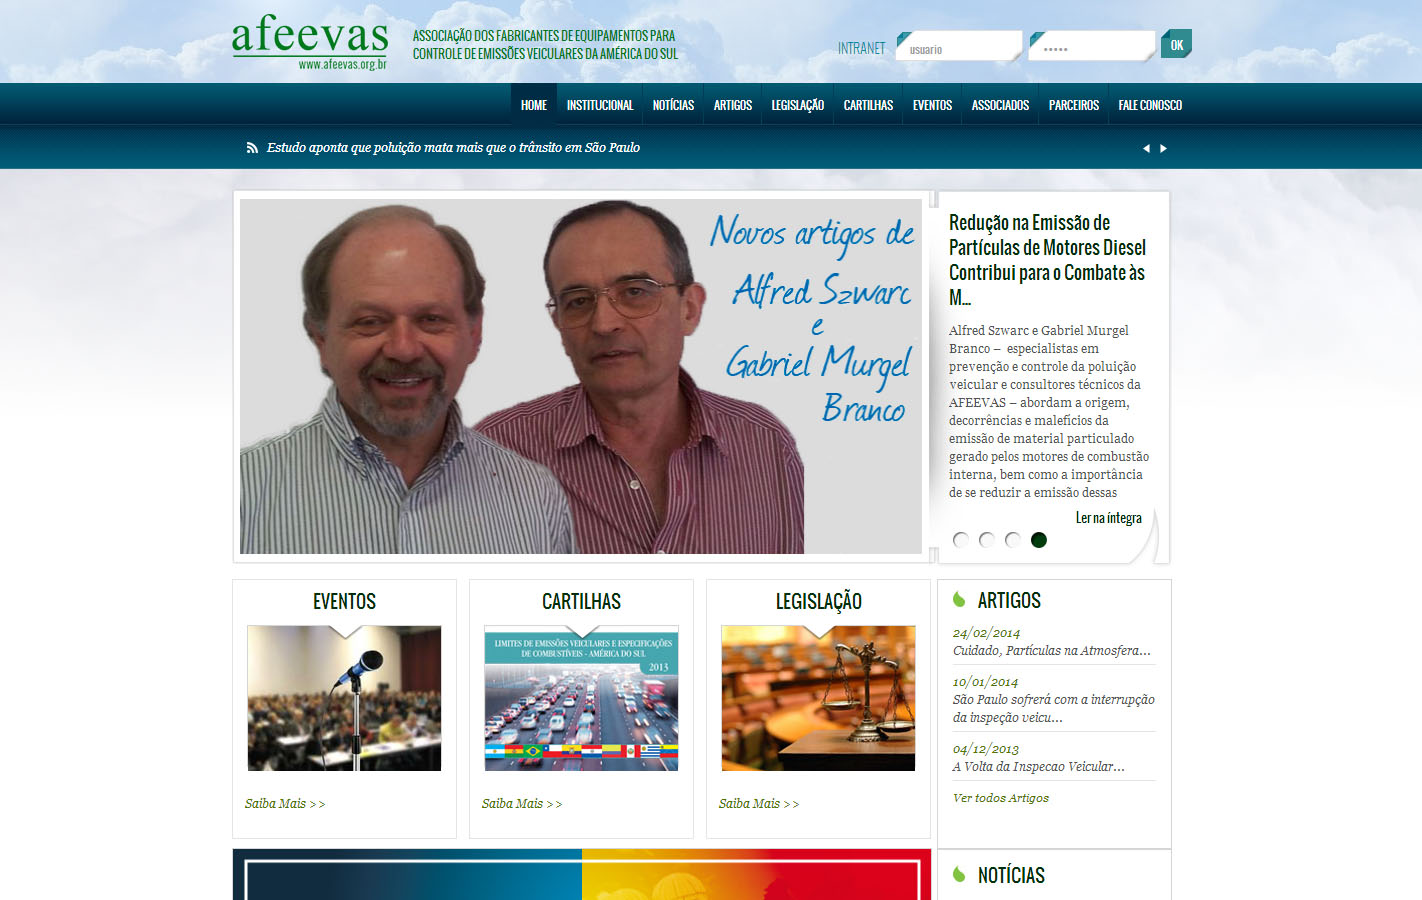 afeevas
www.afeevas.org.br
ASSOCIAÇÃO DOS FABRICANTES DE EQUIPAMENTOS PARA
CONTROLE DE EMISSÕES VEICULARES DA AMÉRICA DO SUL
INTRANET
usuario
•••••
OK
HOME
INSTITUCIONAL
NOTÍCIAS
ARTIGOS
LEGISLAÇÃO
CARTILHAS
EVENTOS
ASSOCIADOS
PARCEIROS
FALE CONOSCO
Estudo aponta que poluição mata mais que o trânsito em São Paulo
Novos artigos de
Alfred Szwarc
e
Gabriel Murgel
Branco
Redução na Emissão de
Partículas de Motores Diesel
Contribui para o Combate às
M...
Alfred Szwarc e Gabriel Murgel
Branco – especialistas em
prevenção e controle da poluição
veicular e consultores técnicos da
AFEEVAS – abordam a origem,
decorrências e malefícios da
emissão de material particulado
gerado pelos motores de combustão
interna, bem como a importância
de se reduzir a emissão dessas
Ler na íntegra
EVENTOS
Saiba Mais >>
CARTILHAS
LIMITES DE EMISSÕES VEICULARES E ESPECIFICAÇÕES
DE COMBUSTÍVEIS - AMÉRICA DO SUL
2013
Saiba Mais >>
LEGISLAÇÃO
Saiba Mais >>
ARTIGOS
24/02/2014
Cuidado, Partículas na Atmosfera...
10/01/2014
São Paulo sofrerá com a interrupção
da inspeção veicu...
04/12/2013
A Volta da Inspecao Veicular...
Ver todos Artigos
NOTÍCIAS